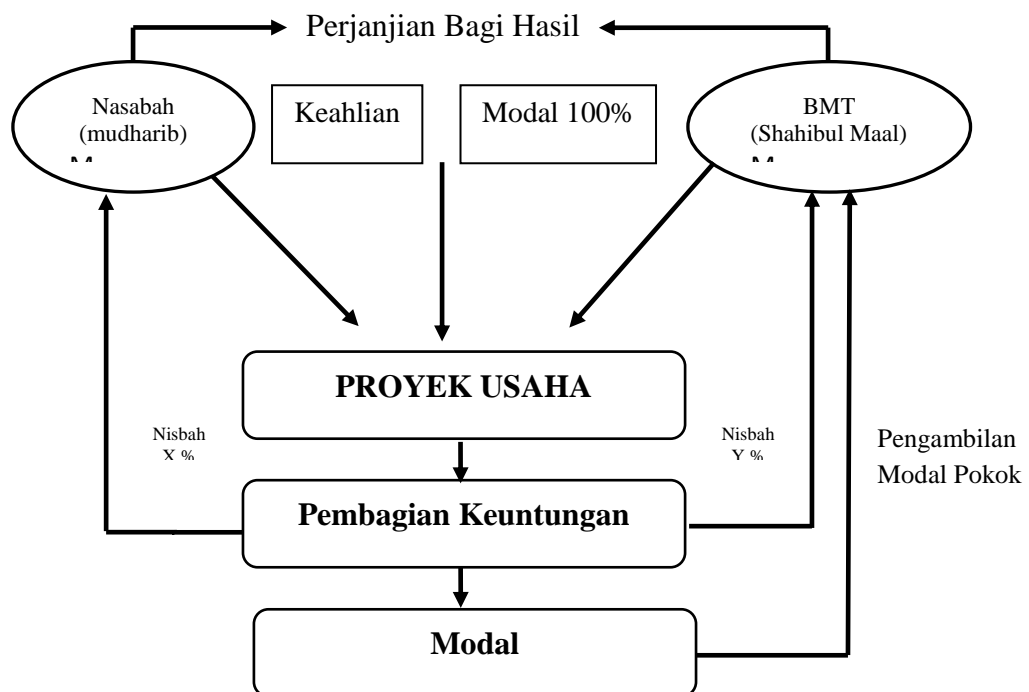 Perjanjian Bagi Hasil
Nasabah
(mudharib)
Keahlian
Modal 100%
BMT
(Shahibul Maal)
PROYEK USAHA
Nisbah
X %
Nisbah
Y %
Pengambilan
Modal Pokok
Pembagian Keuntungan
Modal